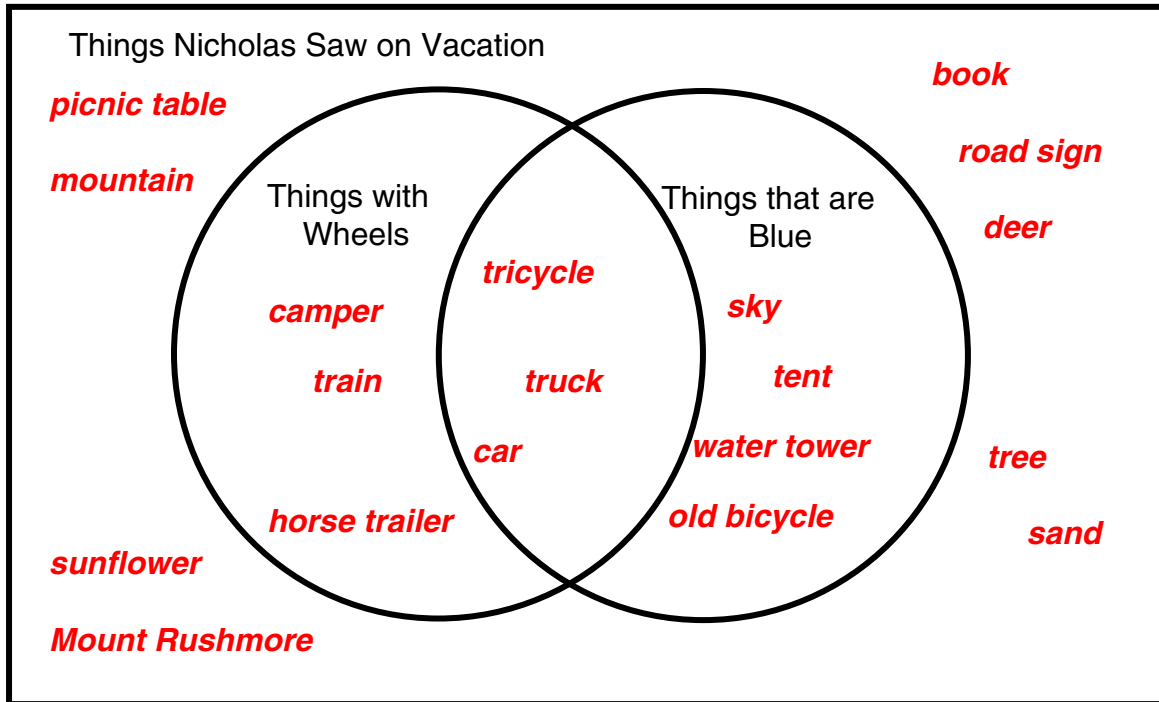 Things Nicholas Saw on Vacation
picnic table
mountain
Things with
Wheels
camper
train
horse trailer
tricycle
truck
car
Things that are
Blue
sky
tent
water tower
old bicycle
book
road sign
deer
tree
sand
sunflower
Mount Rushmore